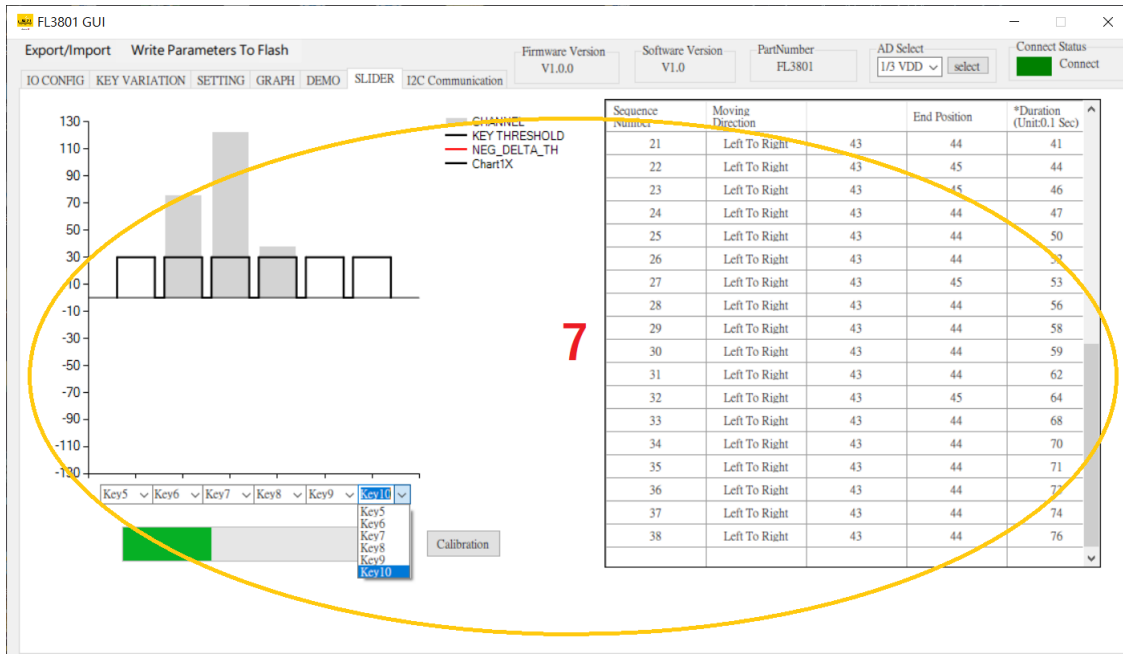 FL3801 GUI
Export/Import Write Parameters To Flash
Firmware Version
V1.0.0
Software Version
V1.0
PartNumber
FL3801
AD Select
1/3 VDD select
Connect Status
Connect
IO CONFIG KEY VARIATION SETTING GRAPH DEMO SLIDER I2C Communication
CHANNEL
KEY THRESHOLD
NEG_DELTA_TH
Chart1X
130
110
90
70
50
30
10
-10
-30
-50
-70
-90
-110
-130
Key5 Key6 Key7 Key8 Key9 Key10
Key5
Key6
Key7
Key8
Key9
Key10
Calibration
7
Sequence Number Moving Direction End Position *Duration (Unit:0.1 Sec)
21 Left To Right 43 44 41
22 Left To Right 43 45 44
23 Left To Right 43 45 46
24 Left To Right 43 44 47
25 Left To Right 43 44 50
26 Left To Right 43 44
27 Left To Right 43 45 53
28 Left To Right 43 44 56
29 Left To Right 43 44 58
30 Left To Right 43 44 59
31 Left To Right 43 44 62
32 Left To Right 43 45 64
33 Left To Right 43 44 68
34 Left To Right 43 44 70
35 Left To Right 43 44 71
36 Left To Right 43 44
37 Left To Right 43 44 74
38 Left To Right 43 44 76